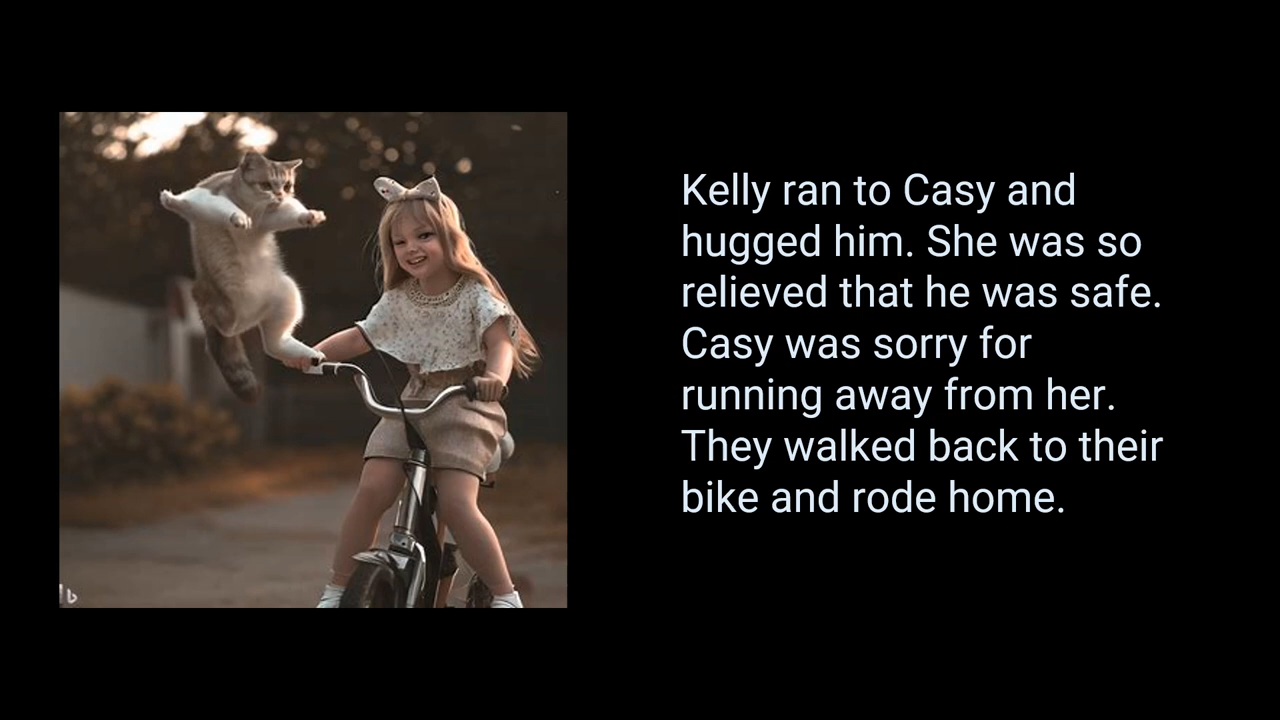 Kelly ran to Casy and
hugged him. She was so
relieved that he was safe.
Casy was sorry for
running away from her.
They walked back to their
bike and rode home.